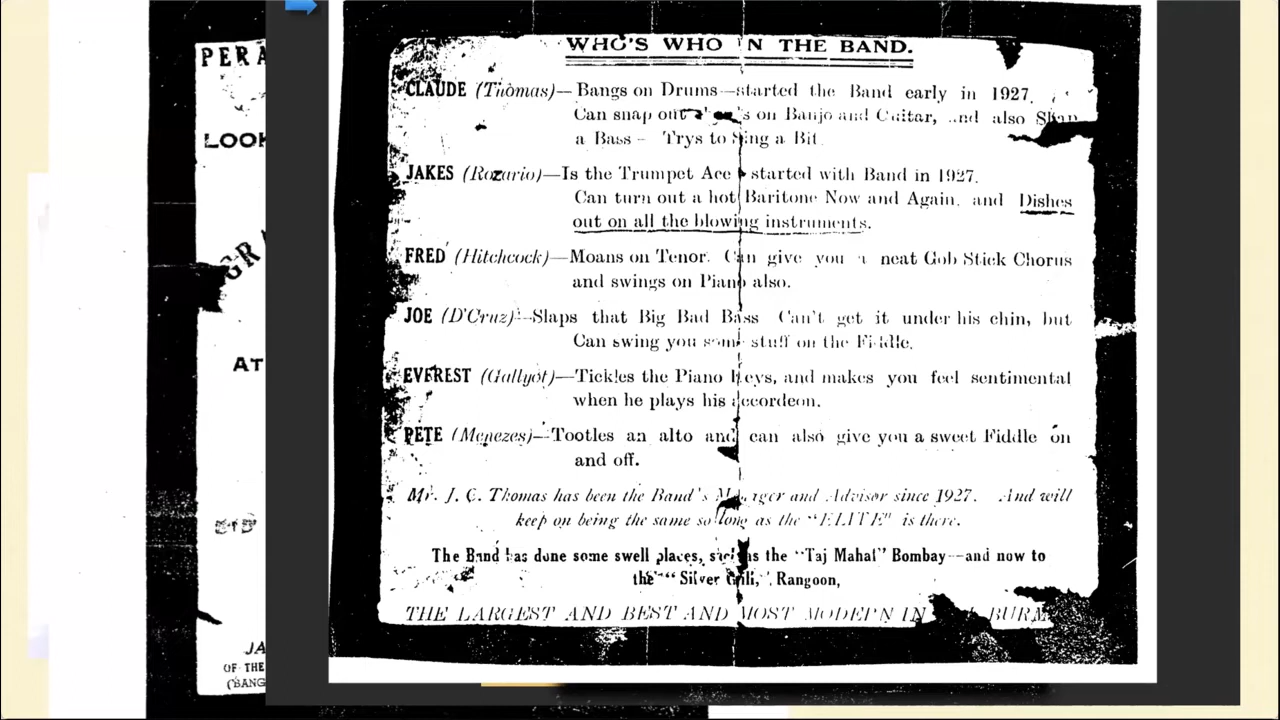 PERA
LOOK
GRA
AT
JA
OF THE
("BANG
WHO'S WHO IN THE BAND.
CLAUDE (Thomas)—Bangs on Drums—started the Band early in 1927.
Can snap out on Banjo and Guitar, and also Slap
a Bass – Trys to Sing a Bit
JAKES (Rozario)—Is the Trumpet Ace started with Band in 1927.
Can turn out a hot Baritone Now and Again, and Dishes
out on all the blowing instruments.
FRED (Hitchcock)—Moans on Tenor. Can give you a neat Gob Stick Chorus
and swings on Piano also.
JOE (D'Cruz)—Slaps that Big Bad Bass Can't get it under his chin, but
Can swing you some stuff on the Fiddle.
EVEREST (Gallyot)—Tickles the Piano keys, and makes you feel sentimental
when he plays his accordeon.
PETE (Menezes)—Tootles an alto and can also give you a sweet Fiddle on
and off.
Mr. J. C. Thomas has been the Band's Manager and Advisor since 1927. And will
keep on being the same so long as the "ELITE" is there.
The Band has done some swell places, such as the "Taj Mahal" Bombay—and now to
the "Silver Grill," Rangoon,
THE LARGEST AND BEST AND MOST MODERN IN BURMA